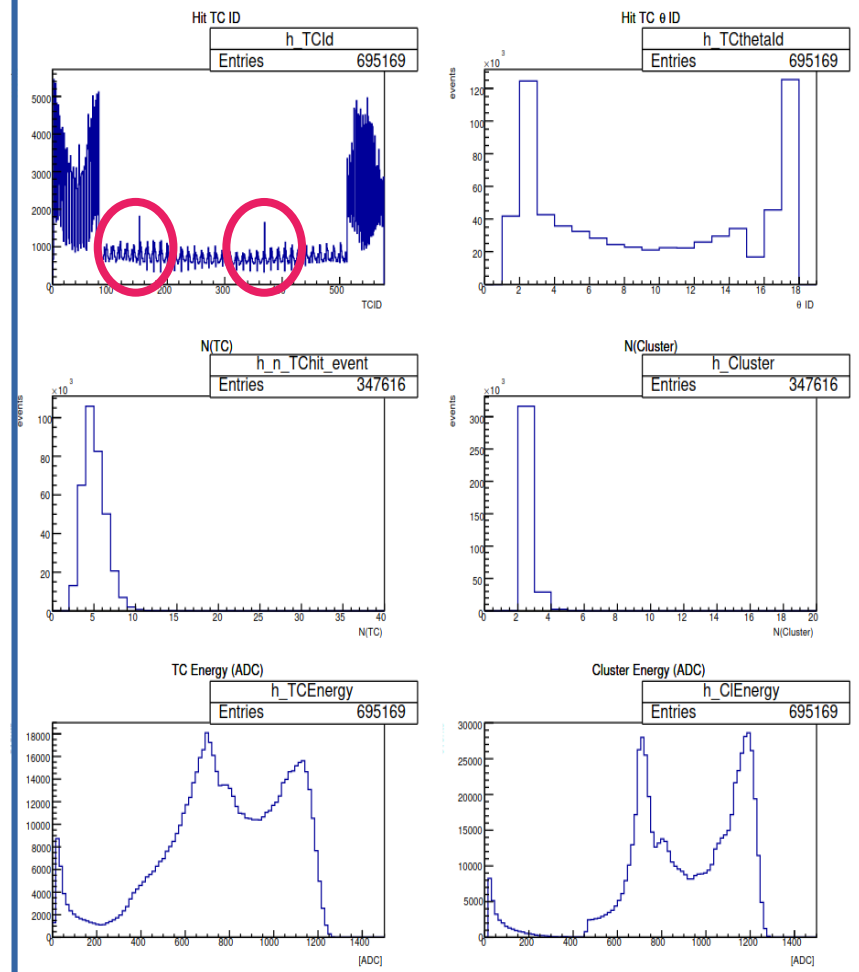 Hit TC ID
h_TCId
Entries 695169
5000
4000
3000
2000
1000
0
100
200
300
500
TCID
Hit TC θ ID
h_TCthetaId
Entries 695169
×10 3
events
120
100
80
60
40
20
0
2 4 6 8 10 12 14 16 18
θ ID
N(TC)
h_n_TChit_event
Entries 347616
×10 3
events
100
80
60
40
20
0
5 10 15 20 25 30 35 40
N(TC)
N(Cluster)
h_Cluster
Entries 347616
×10 3
events
300
250
200
150
100
50
0
2 4 6 8 10 12 14 16 18 20
N(Cluster)
TC Energy (ADC)
h_TCEnergy
Entries 695169
18000
16000
14000
12000
10000
8000
6000
4000
2000
0
200 400 600 800 1000 1200 1400
[ADC]
Cluster Energy (ADC)
h_ClEnergy
Entries 695169
30000
25000
20000
15000
10000
5000
0
200 400 600 800 1000 1200 1400
[ADC]